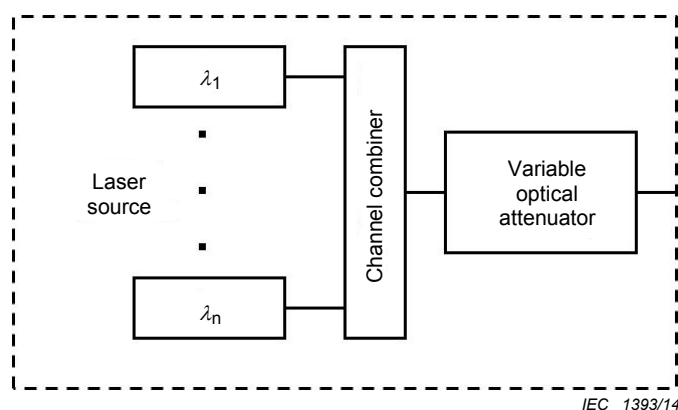 λ1
Laser
source
λn
Channel combiner
Variable
optical
attenuator
IEC 1393/14